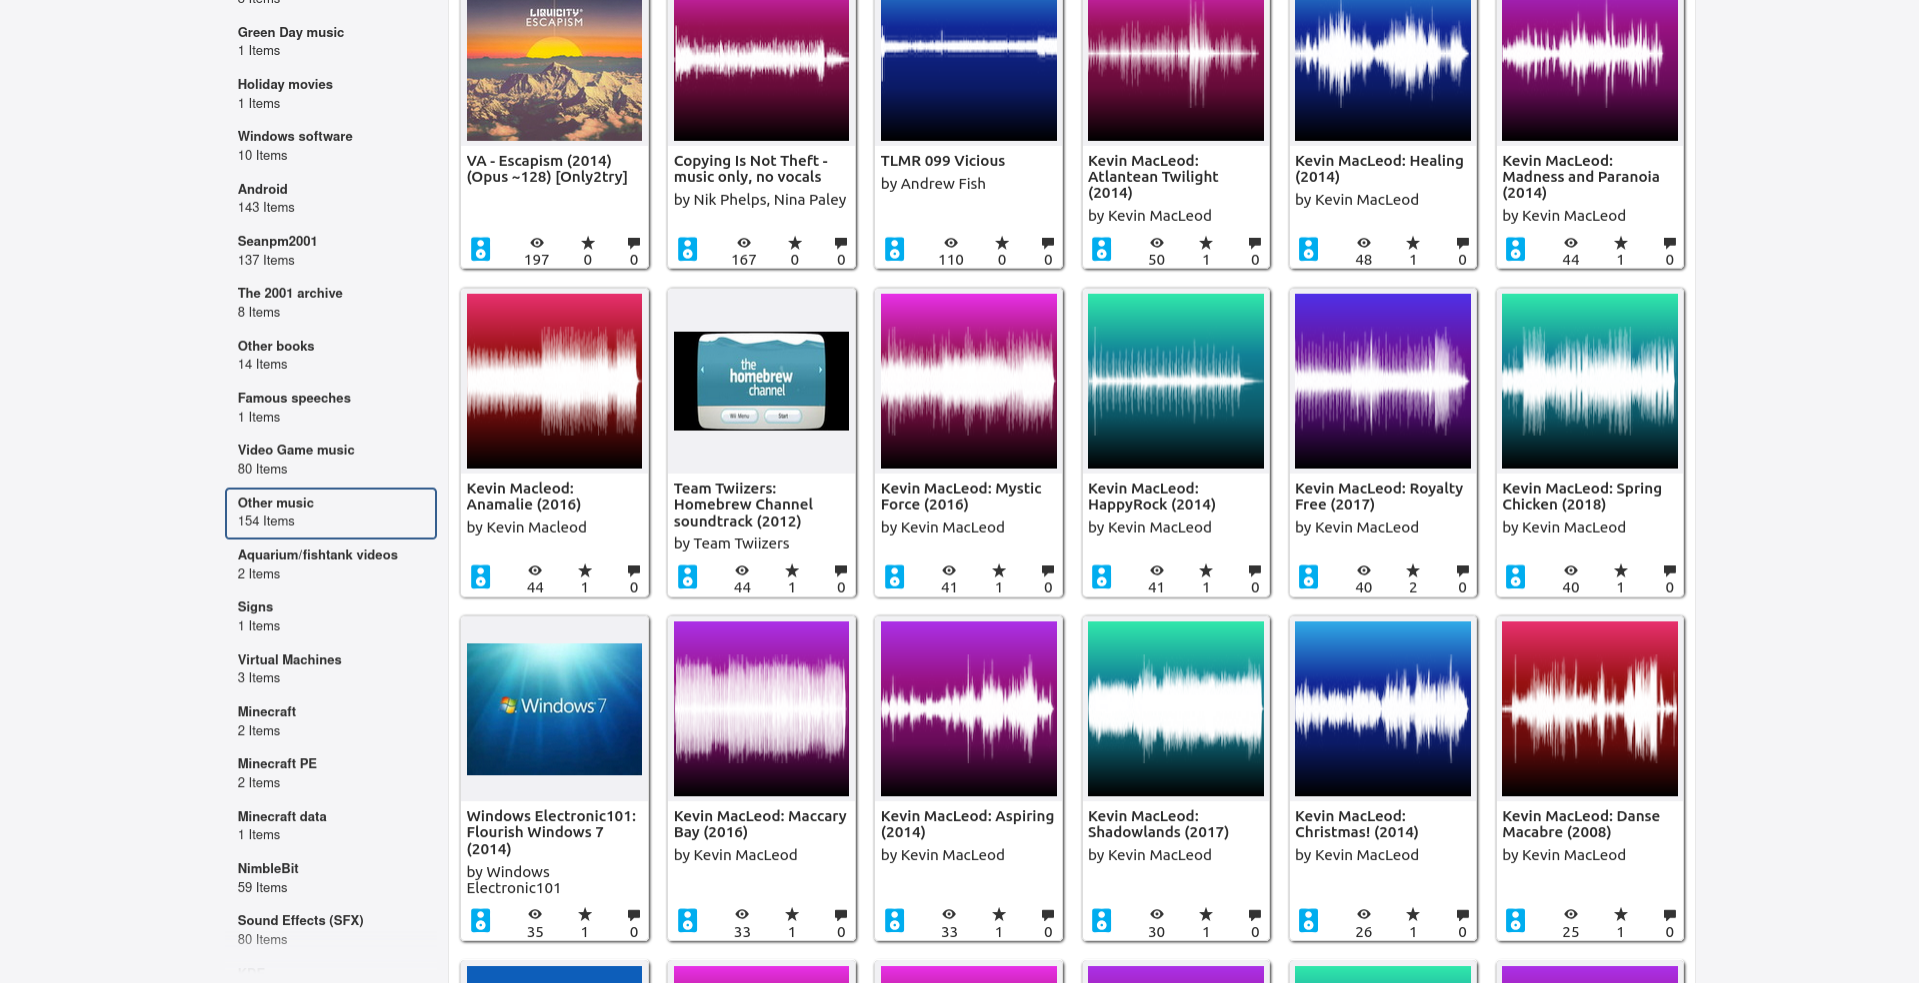 Green Day music
1 Items
Holiday movies
1 Items
Windows software
10 Items
Android
143 Items
Seanpm2001
137 Items
The 2001 archive
8 Items
Other books
14 Items
Famous speeches
1 Items
Video Game music
80 Items
Other music
154 Items
Aquarium/fishtank videos
2 Items
Signs
1 Items
Virtual Machines
3 Items
Minecraft
2 Items
Minecraft PE
2 Items
Minecraft data
1 Items
NimbleBit
59 Items
Sound Effects (SFX)
80 Items
LIQUICITY
ESCAPISM
VA - Escapism (2014)
(Opus ~128) [Only2try]
197 0 0
Copying Is Not Theft -
music only, no vocals
by Nik Phelps, Nina Paley
167 0 0
TLMR 099 Vicious
by Andrew Fish
110 0 0
Kevin MacLeod:
Atlantean Twilight
(2014)
by Kevin MacLeod
50 1 0
Kevin MacLeod: Healing
(2014)
by Kevin MacLeod
48 1 0
Kevin MacLeod:
Madness and Paranoia
(2014)
by Kevin MacLeod
44 1 0
Kevin Macleod:
Anamalie (2016)
by Kevin Macleod
44 1 0
the
homebrew
channel
Wii Menu Start
Team Twiizers:
Homebrew Channel
soundtrack (2012)
by Team Twiizers
44 1 0
Kevin MacLeod: Mystic
Force (2016)
by Kevin MacLeod
41 1 0
Kevin MacLeod:
HappyRock (2014)
by Kevin MacLeod
41 1 0
Kevin MacLeod: Royalty
Free (2017)
by Kevin MacLeod
40 2 0
Kevin MacLeod: Spring
Chicken (2018)
by Kevin MacLeod
40 1 0
Windows 7
Windows Electronic101:
Flourish Windows 7
(2014)
by Windows
Electronic101
35 1 0
Kevin MacLeod: Maccary
Bay (2016)
by Kevin MacLeod
33 1 0
Kevin MacLeod: Aspiring
(2014)
by Kevin MacLeod
33 1 0
Kevin MacLeod:
Shadowlands (2017)
by Kevin MacLeod
30 1 0
Kevin MacLeod:
Christmas! (2014)
by Kevin MacLeod
26 1 0
Kevin MacLeod: Danse
Macabre (2008)
by Kevin MacLeod
25 1 0